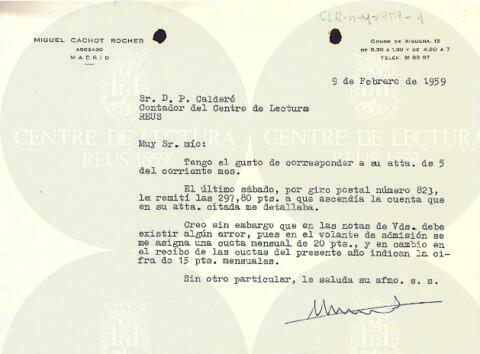 CLR-n-y-1959-1
MIGUEL CACHOT ROCHER
ABOGADO
MADRID
CONDE DE XIQUENA, 13
DE 9,30 A 1,30 Y DE 4,30 A 7
TELÉF. 31 83 97
9 de Febrero de 1959
Sr. D. P. Calderó
Contador del Centro de Lectura
REUS
Muy Sr. mío:
Tengo el gusto de corresponder a su atta. de 5
del corriente mes.
El último sábado, por giro postal número 823,
le remití las 297,80 pts. a que ascendía la cuenta que
en su atta. citada me detallaba.
Creo sin embargo que en las notas de Vds. debe
existir algún error, pues en el volante de admisión se
me asigna una cuota mensual de 20 pts., y en cambio en
el recibo de las cuotas del presente año indican la ci-
fra de 15 pts. mensuales.
Sin otro particular, le saluda su afmo. s. s.
CENTRE DE LECTURA
REUS 1859
CENTRE DE LECTURA
REUS 1859